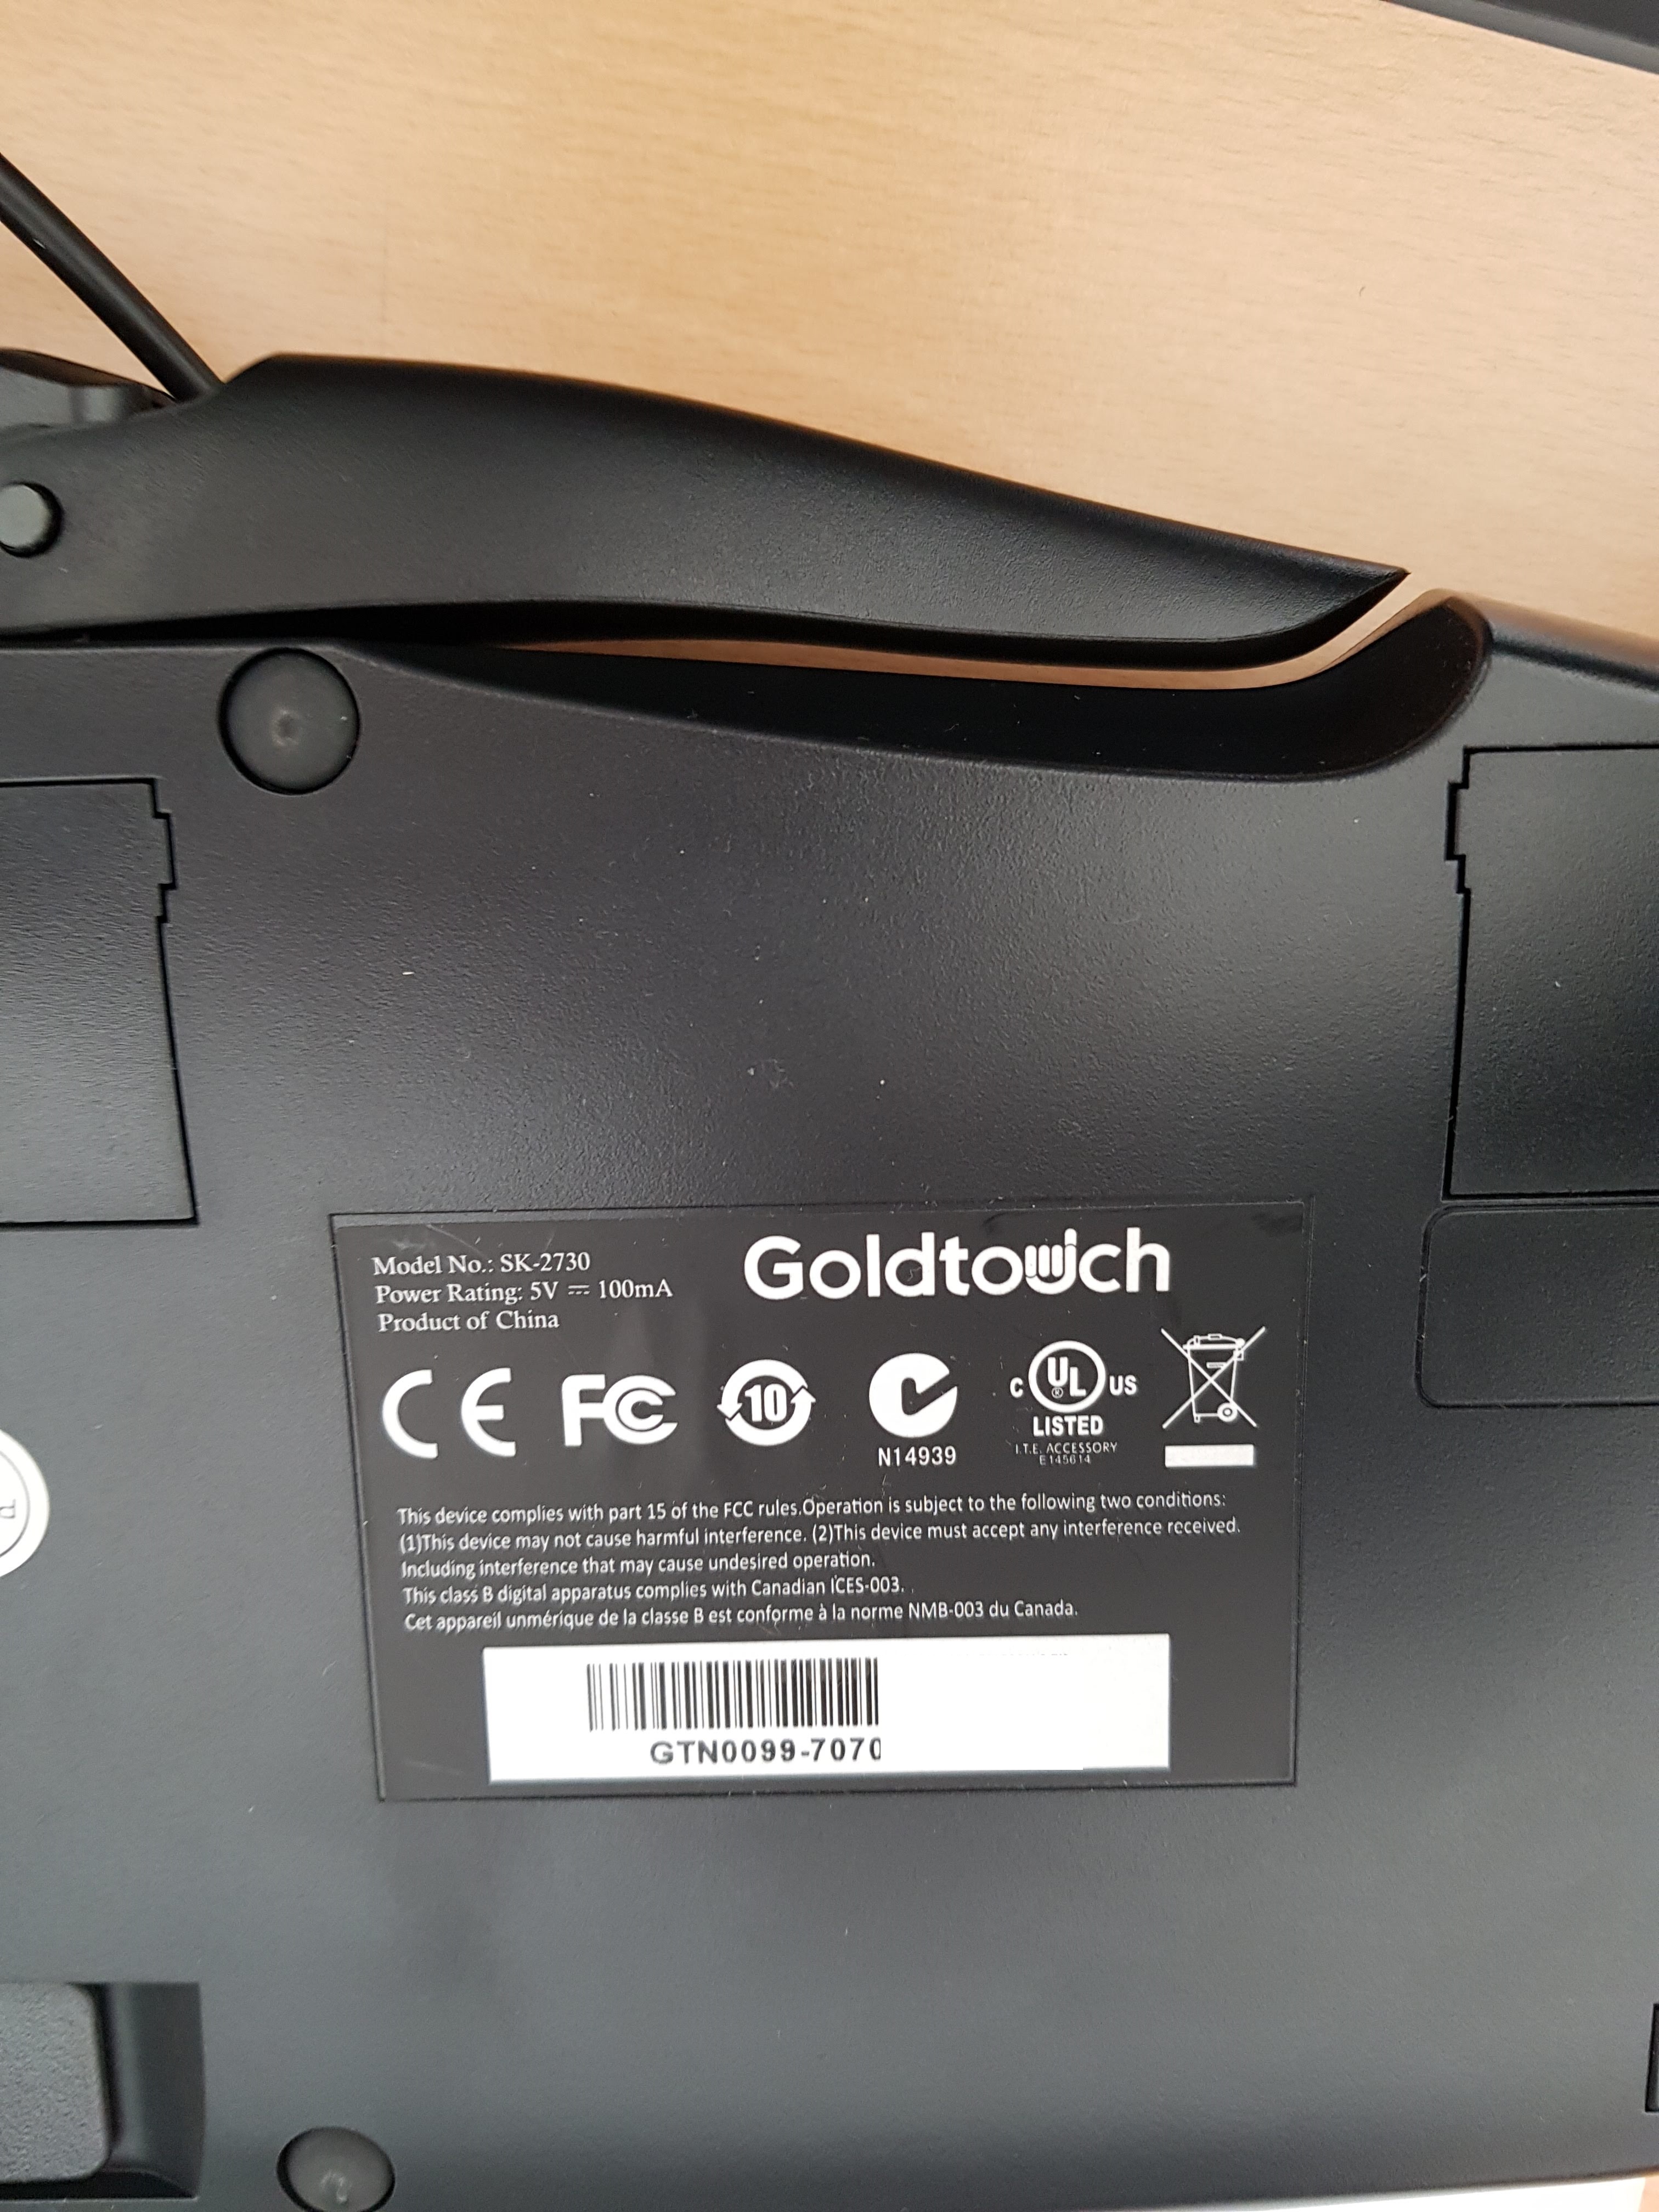 Model No.: SK-2730
Power Rating: 5V ⎓ 100mA
Product of China
Goldtouch
CE FC 10
N14939
C UL US
LISTED
I.T.E. ACCESSORY
E145614
This device complies with part 15 of the FCC rules.Operation is subject to the following two conditions:
(1)This device may not cause harmful interference. (2)This device must accept any interference received.
Including interference that may cause undesired operation.
This class B digital apparatus complies with Canadian ICES-003.
Cet appareil unmérique de la classe B est conforme à la norme NMB-003 du Canada.
GTN0099-7070